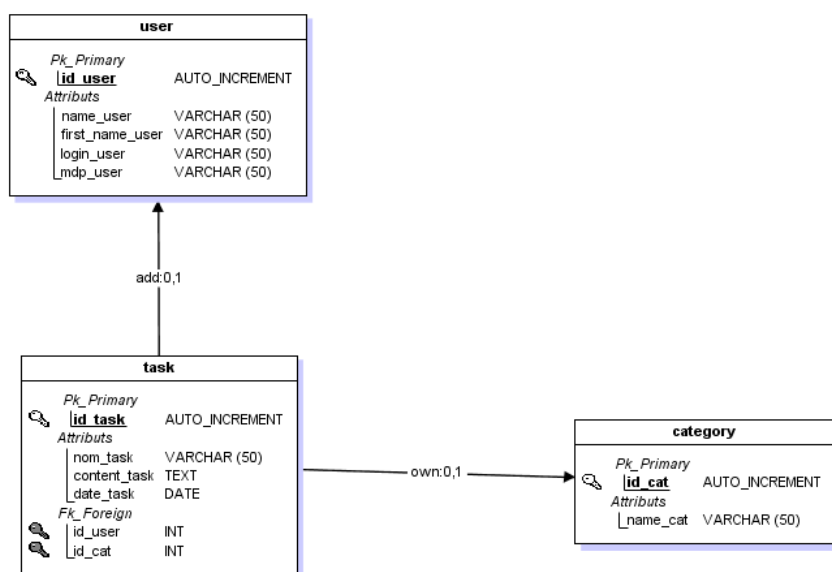 user
Pk_Primary
id_user AUTO_INCREMENT
Attributs
name_user VARCHAR (50)
first_name_user VARCHAR (50)
login_user VARCHAR (50)
mdp_user VARCHAR (50)
add:0,1
task
Pk_Primary
id_task AUTO_INCREMENT
Attributs
nom_task VARCHAR (50)
content_task TEXT
date_task DATE
Fk_Foreign
id_user INT
id_cat INT
own:0,1
category
Pk_Primary
id_cat AUTO_INCREMENT
Attributs
name_cat VARCHAR (50)